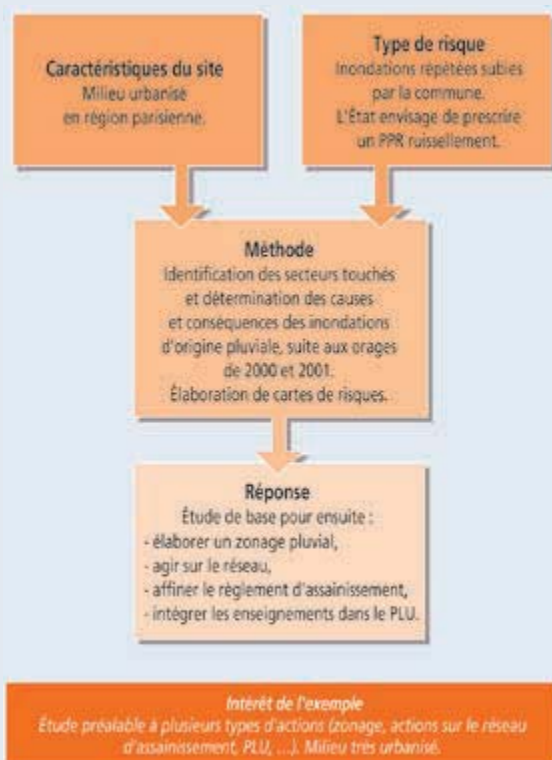 Caractéristiques du site
Milieu urbanisé
en région parisienne.
Type de risque
Inondations répétées subies
par la commune.
L'État envisage de prescrire
un PPR ruissellement.
Méthode
Identification des secteurs touchés
et détermination des causes
et conséquences des inondations
d'origine pluviale, suite aux orages
de 2000 et 2001.
Élaboration de cartes de risques.
Réponse
Étude de base pour ensuite :
- élaborer un zonage pluvial,
- agir sur le réseau,
- affiner le règlement d'assainissement,
- intégrer les enseignements dans le PLU.
Intérêt de l'exemple
Étude préalable à plusieurs types d'actions (zonage, actions sur le réseau
d'assainissement, PLU, ...). Milieu très urbanisé.